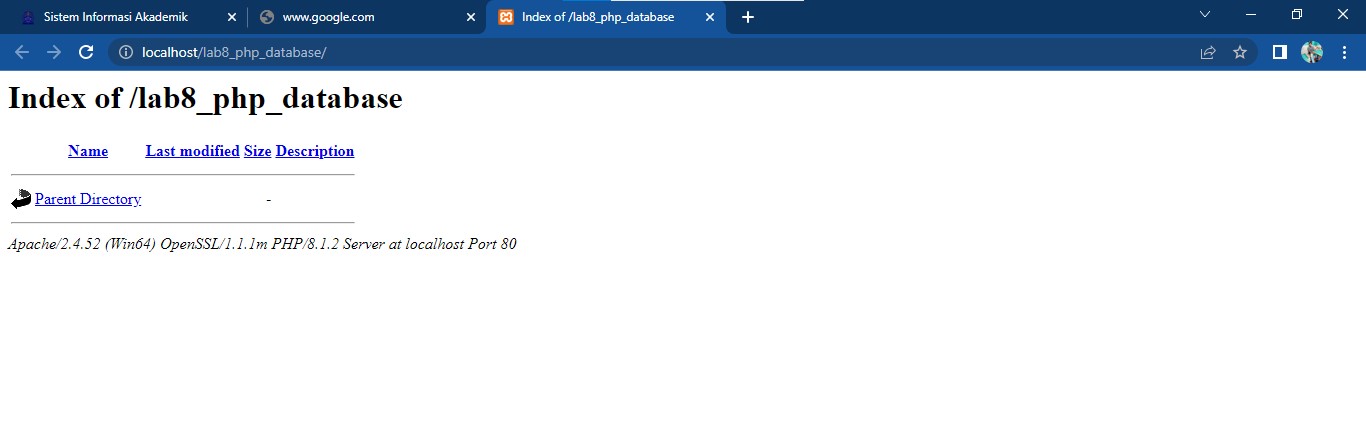 Sistem Informasi Akademik
www.google.com
Index of /lab8_php_database
localhost/lab8_php_database/
Index of /lab8_php_database
Name Last modified Size Description
Parent Directory -
Apache/2.4.52 (Win64) OpenSSL/1.1.1m PHP/8.1.2 Server at localhost Port 80